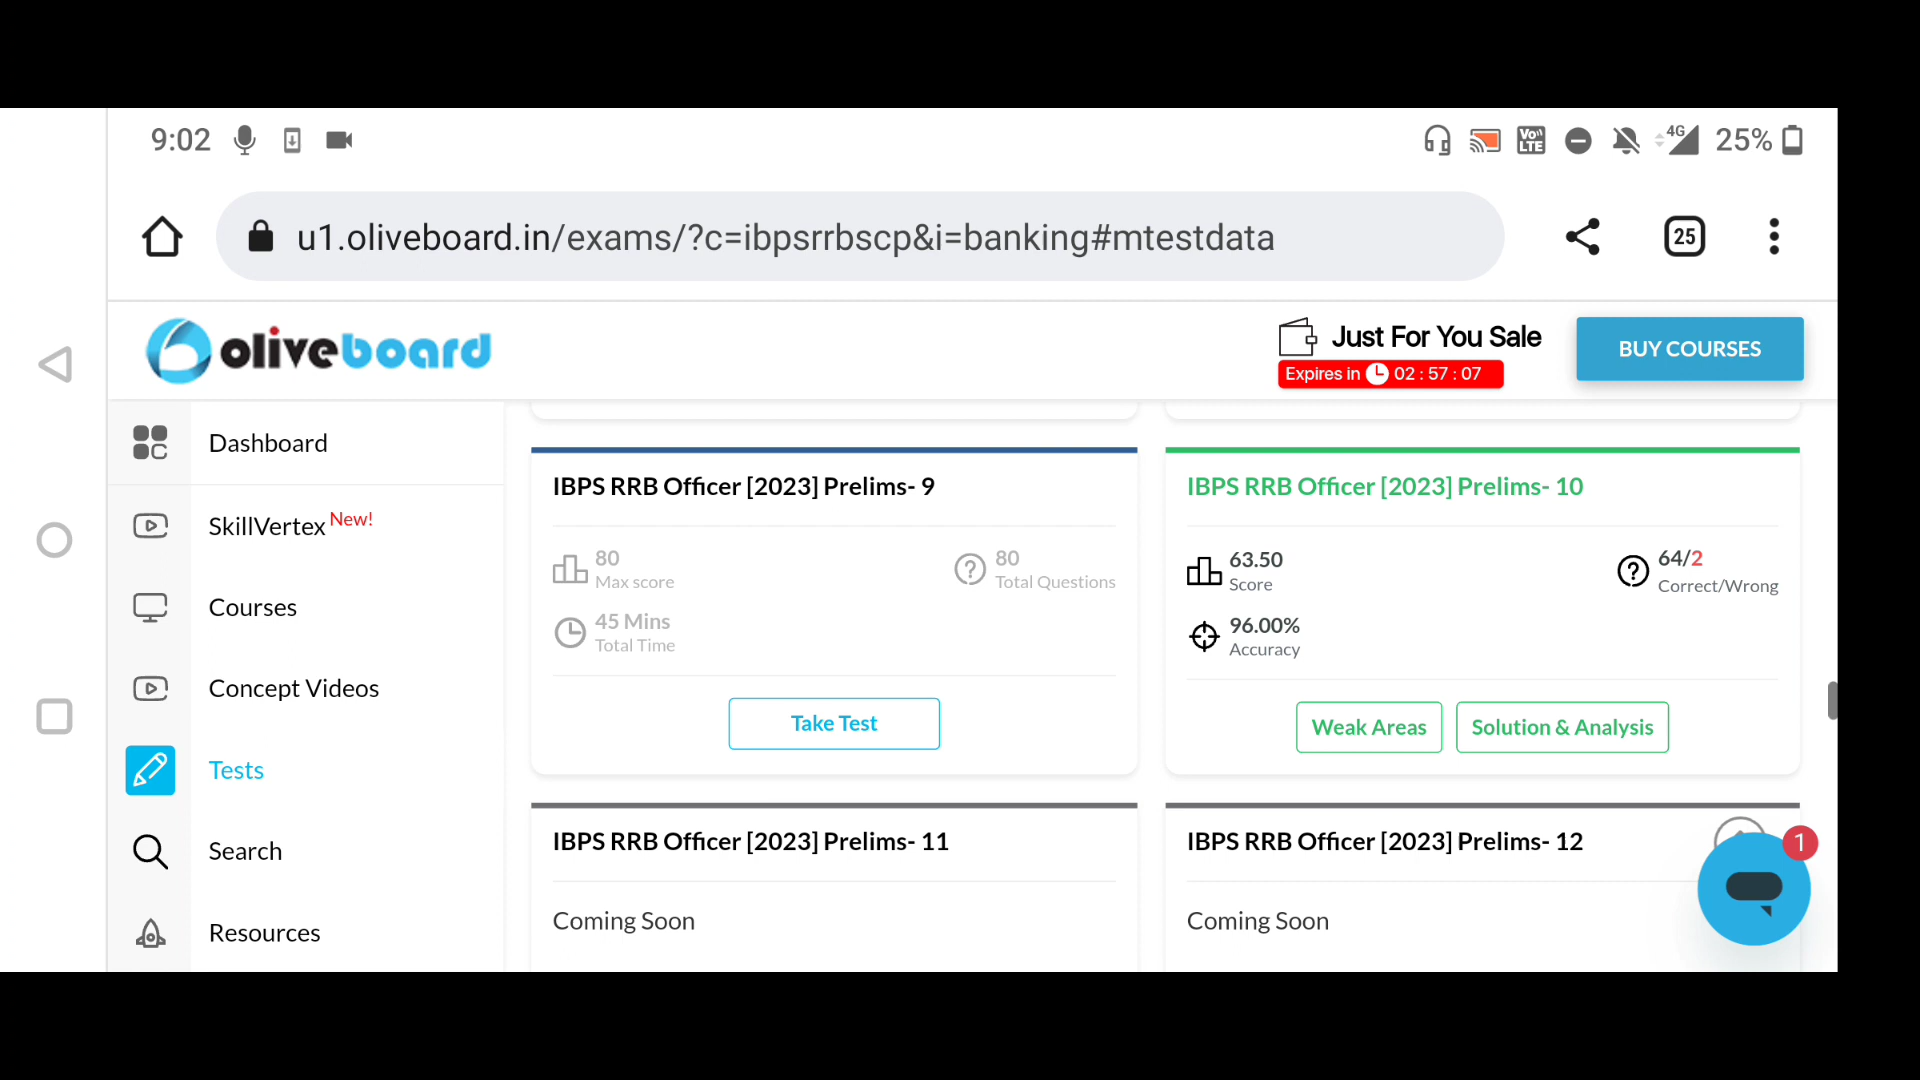 9:02
Vo))
LTE
4G
25%
u1.oliveboard.in/exams/?c=ibpsrrbscp&i=banking#mtestdata
25
oliveboard
Just For You Sale
Expires in 02 : 57 : 07
BUY COURSES
Dashboard
SkillVertex New!
Courses
Concept Videos
Tests
Search
Resources
IBPS RRB Officer [2023] Prelims- 9
80
Max score
80
Total Questions
45 Mins
Total Time
Take Test
IBPS RRB Officer [2023] Prelims- 10
63.50
Score
64/2
Correct/Wrong
96.00%
Accuracy
Weak Areas
Solution & Analysis
IBPS RRB Officer [2023] Prelims- 11
Coming Soon
IBPS RRB Officer [2023] Prelims- 12
Coming Soon
1